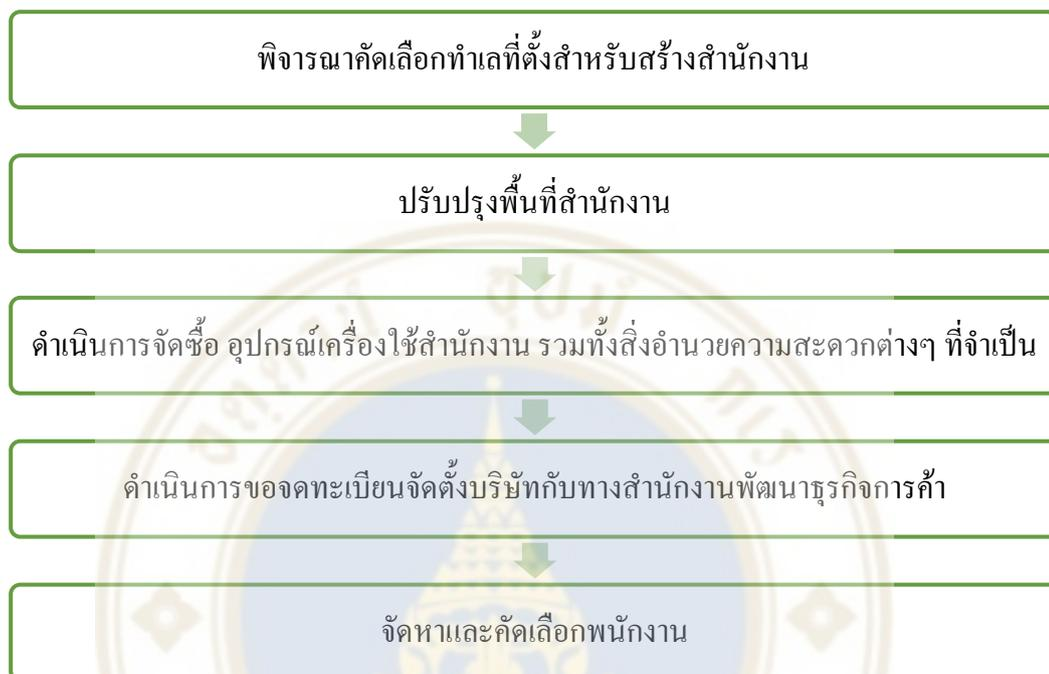 พิจารณาคัดเลือกทำเลที่ตั้งสำหรับสร้างสำนักงาน
ปรับปรุงพื้นที่สำนักงาน
ดำเนินการจัดซื้อ อุปกรณ์เครื่องใช้สำนักงาน รวมทั้งสิ่งอำนวยความสะดวกต่างๆ ที่จำเป็น
ดำเนินการขอจดทะเบียนจัดตั้งบริษัทกับทางสำนักงานพัฒนาธุรกิจการค้า
จัดหาและคัดเลือกพนักงาน